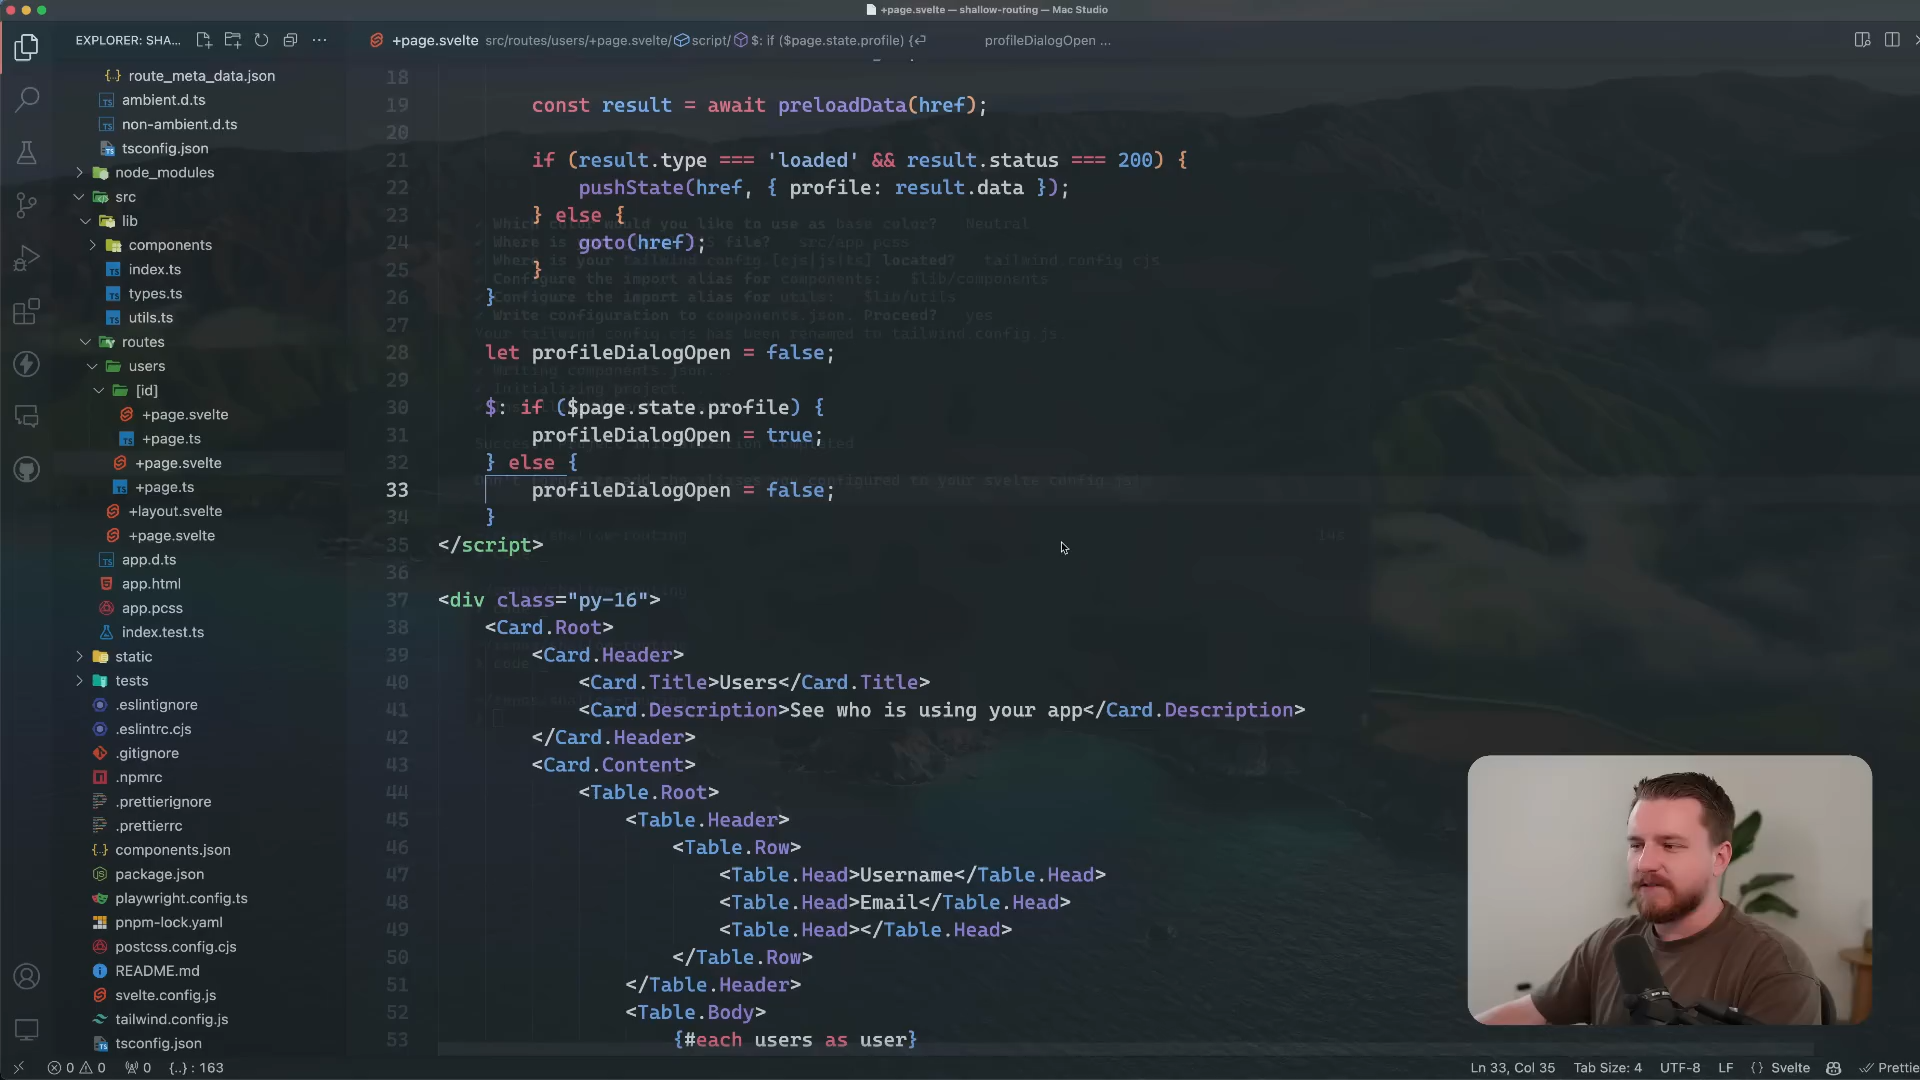 +page.svelte — shallow-routing — Mac Studio
EXPLORER: SHA...
+page.svelte src/routes/users/+page.svelte/ script/ $: if ($page.state.profile) {↵ profileDialogOpen ...
route_meta_data.json
ambient.d.ts
non-ambient.d.ts
tsconfig.json
node_modules
src
lib
components
index.ts
types.ts
utils.ts
routes
users
[id]
+page.svelte
+page.ts
+page.svelte
+page.ts
+layout.svelte
+page.svelte
app.d.ts
app.html
app.pcss
index.test.ts
static
tests
.eslintignore
.eslintrc.cjs
.gitignore
.npmrc
.prettierignore
.prettierrc
components.json
package.json
playwright.config.ts
pnpm-lock.yaml
postcss.config.cjs
README.md
svelte.config.js
tailwind.config.js
tsconfig.json
18
19 const result = await preloadData(href);
20
21 if (result.type === 'loaded' && result.status === 200) {
22 pushState(href, { profile: result.data });
23 } else {
24 goto(href);
25 }
26 }
27
28 let profileDialogOpen = false;
29
30 $: if ($page.state.profile) {
31 profileDialogOpen = true;
32 } else {
33 profileDialogOpen = false;
34 }
35 </script>
36
37 <div class="py-16">
38 <Card.Root>
39 <Card.Header>
40 <Card.Title>Users</Card.Title>
41 <Card.Description>See who is using your app</Card.Description>
42 </Card.Header>
43 <Card.Content>
44 <Table.Root>
45 <Table.Header>
46 <Table.Row>
47 <Table.Head>Username</Table.Head>
48 <Table.Head>Email</Table.Head>
49 <Table.Head></Table.Head>
50 </Table.Row>
51 </Table.Header>
52 <Table.Body>
53 {#each users as user}
0 0 0 {..} : 163
Ln 33, Col 35 Tab Size: 4 UTF-8 LF {} Svelte Prettie